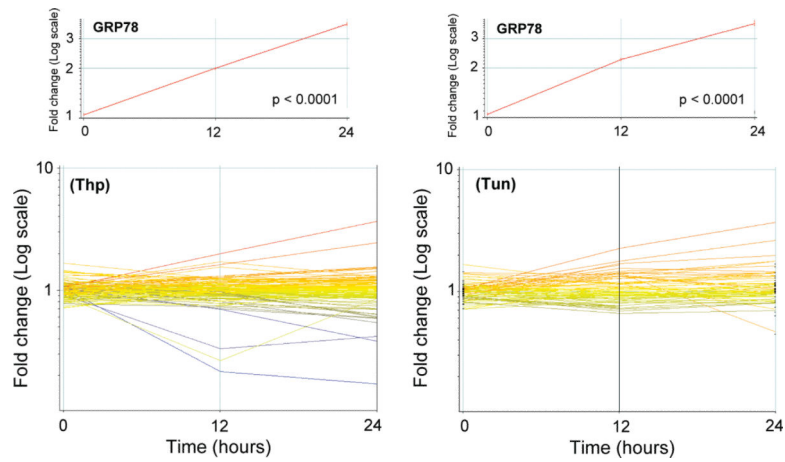 GRP78
Fold change (Log scale)
3
2
1
p < 0.0001
0
12
24
GRP78
Fold change (Log scale)
3
2
1
p < 0.0001
0
12
24
(Thp)
Fold change (Log scale)
10
1
0
12
24
Time (hours)
(Tun)
Fold change (Log scale)
10
1
0
12
24
Time (hours)